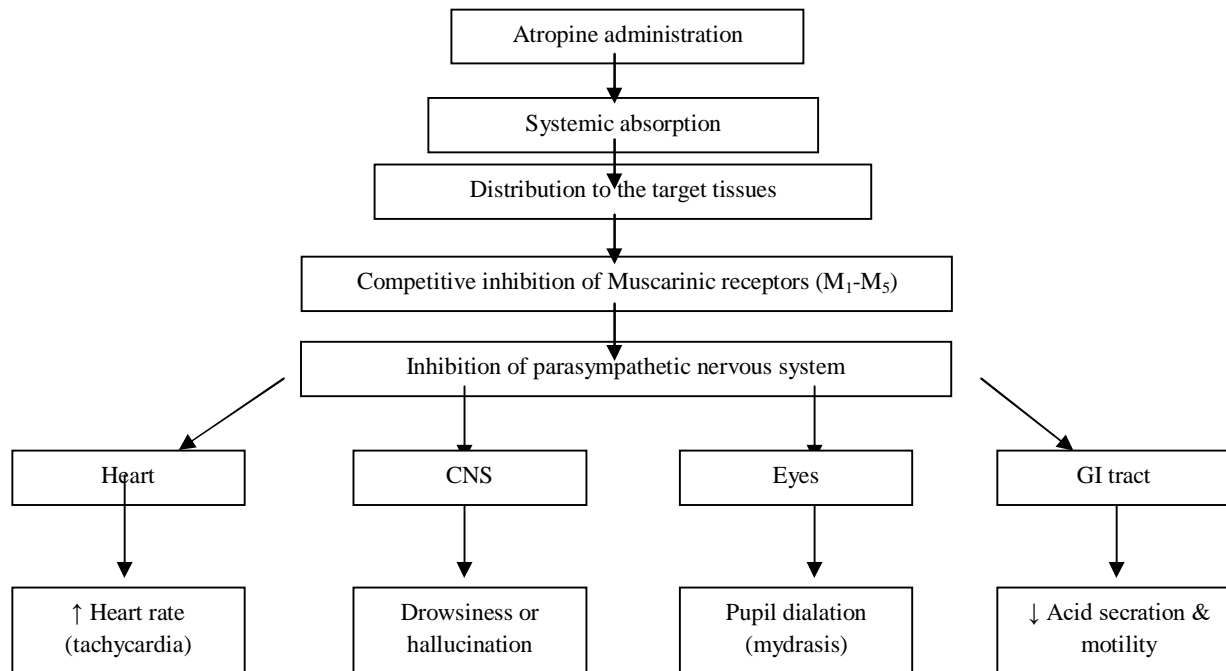 Atropine administration
Systemic absorption
Distribution to the target tissues
Competitive inhibition of Muscarinic receptors (M₁-M₅)
Inhibition of parasympathetic nervous system
Heart
CNS
Eyes
GI tract
↑ Heart rate
(tachycardia)
Drowsiness or
hallucination
Pupil dialation
(mydrasis)
↓ Acid secration &
motility